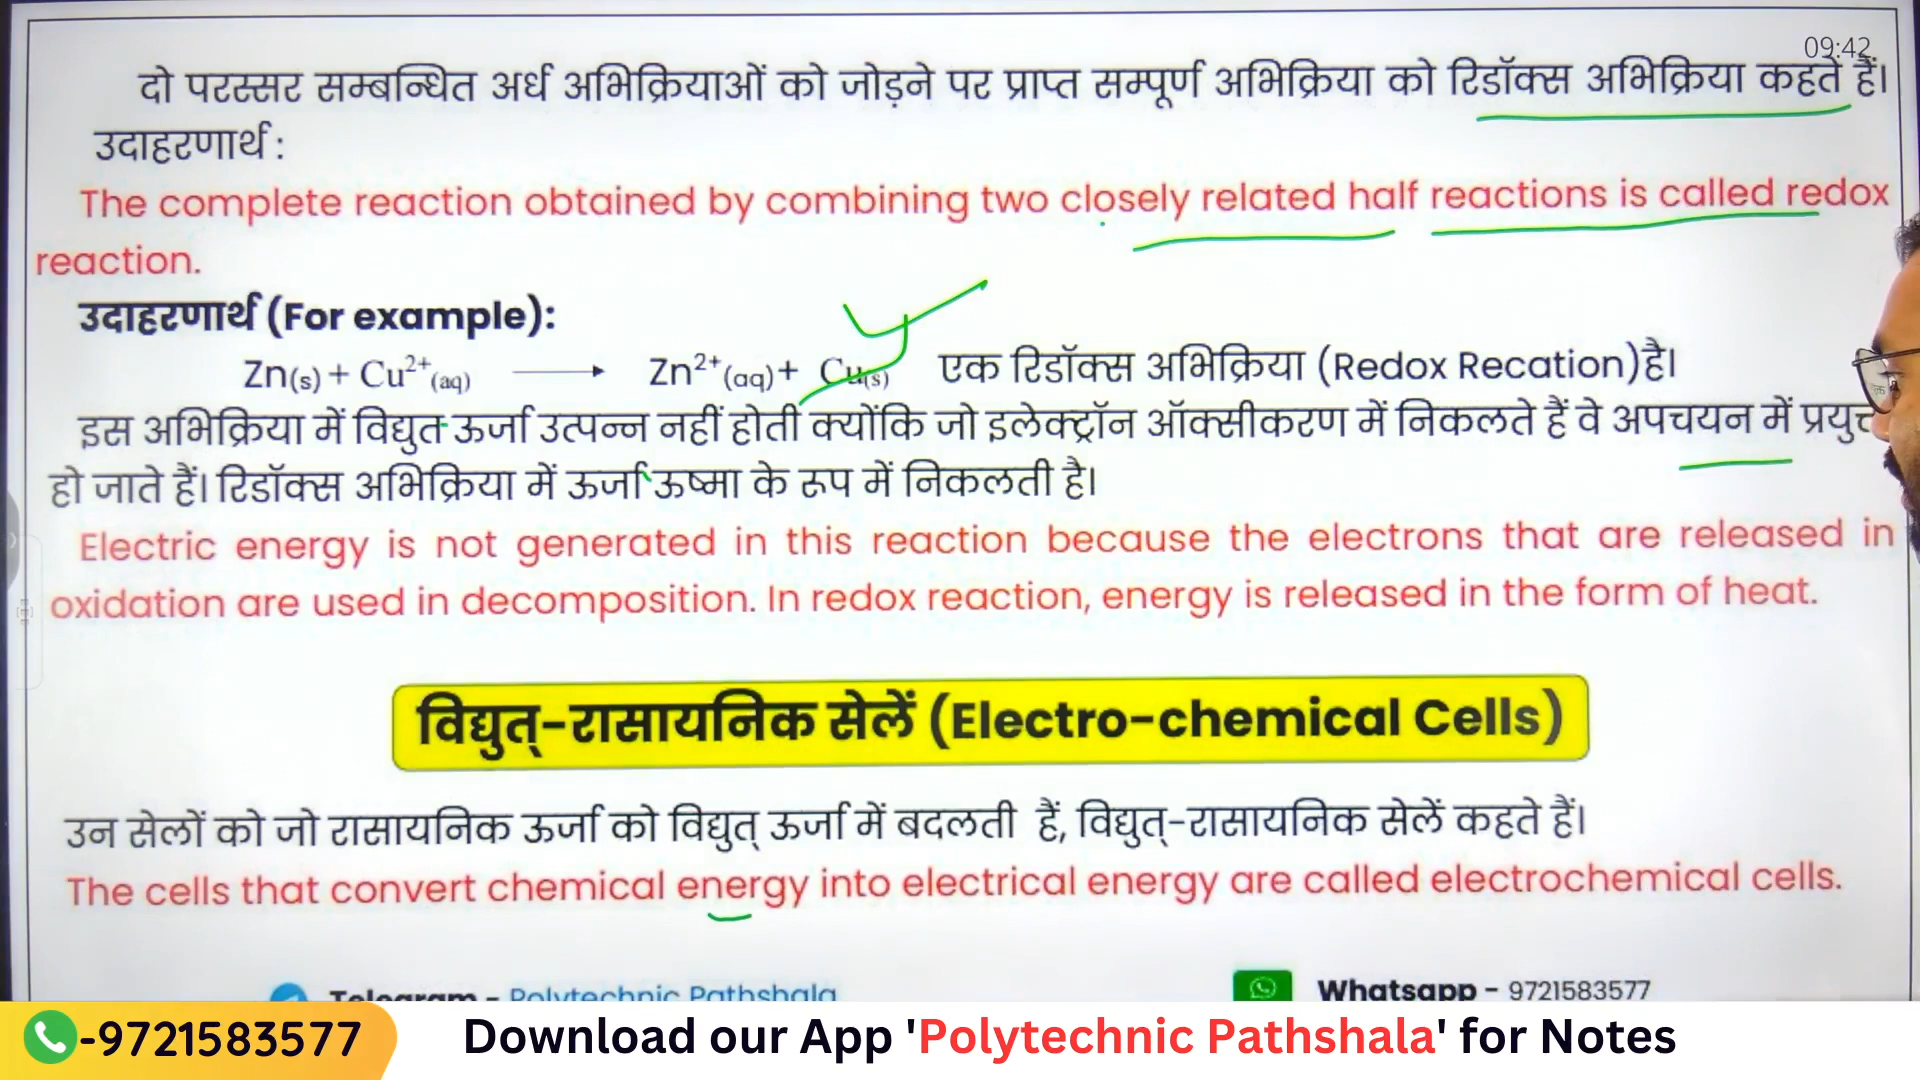 09:42
दो परस्सर सम्बन्धित अर्ध अभिक्रियाओं को जोड़ने पर प्राप्त सम्पूर्ण अभिक्रिया को रिडॉक्स अभिक्रिया कहते हैं।
उदाहरणार्थ :
The complete reaction obtained by combining two closely related half reactions is called redox
reaction.
उदाहरणार्थ (For example):
Zn(s) + Cu²⁺(aq) ⟶ Zn²⁺(aq) + Cu(s) एक रिडॉक्स अभिक्रिया (Redox Recation) है।
इस अभिक्रिया में विद्युत ऊर्जा उत्पन्न नहीं होती क्योंकि जो इलेक्ट्रॉन ऑक्सीकरण में निकलते हैं वे अपचयन में
हो जाते हैं। रिडॉक्स अभिक्रिया में ऊर्जा ऊष्मा के रूप में निकलती है।
Electric energy is not generated in this reaction because the electrons that are released in
oxidation are used in decomposition. In redox reaction, energy is released in the form of heat.
विद्युत्-रासायनिक सेलें (Electro-chemical Cells)
उन सेलों को जो रासायनिक ऊर्जा को विद्युत् ऊर्जा में बदलती हैं, विद्युत्-रासायनिक सेलें कहते हैं।
The cells that convert chemical energy into electrical energy are called electrochemical cells.
Telegram - Polytechnic Pathshala Whatsapp - 9721583577
-9721583577 Download our App 'Polytechnic Pathshala' for Notes